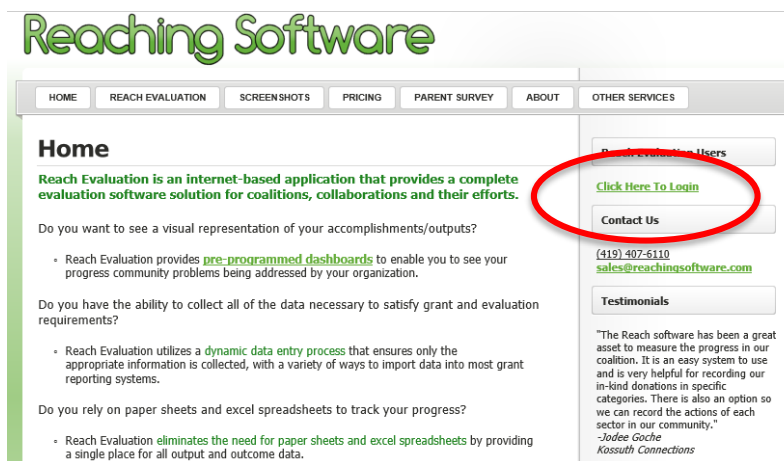 Reaching Software
HOME
REACH EVALUATION
SCREENSHOTS
PRICING
PARENT SURVEY
ABOUT
OTHER SERVICES
Home
Reach Evaluation is an internet-based application that provides a complete
evaluation software solution for coalitions, collaborations and their efforts.
Do you want to see a visual representation of your accomplishments/outputs?
◦ Reach Evaluation provides pre-programmed dashboards to enable you to see your
progress community problems being addressed by your organization.
Do you have the ability to collect all of the data necessary to satisfy grant and evaluation
requirements?
◦ Reach Evaluation utilizes a dynamic data entry process that ensures only the
appropriate information is collected, with a variety of ways to import data into most grant
reporting systems.
Do you rely on paper sheets and excel spreadsheets to track your progress?
◦ Reach Evaluation eliminates the need for paper sheets and excel spreadsheets by providing
a single place for all output and outcome data.
Reach Evaluation Users
Click Here To Login
Contact Us
(419) 407-6110
sales@reachingsoftware.com
Testimonials
"The Reach software has been a great
asset to measure the progress in our
coalition. It is an easy system to use
and is very helpful for recording our
in-kind donations in specific
categories. There is also an option so
we can record the actions of each
sector in our community."
-Jodee Goche
Kossuth Connections